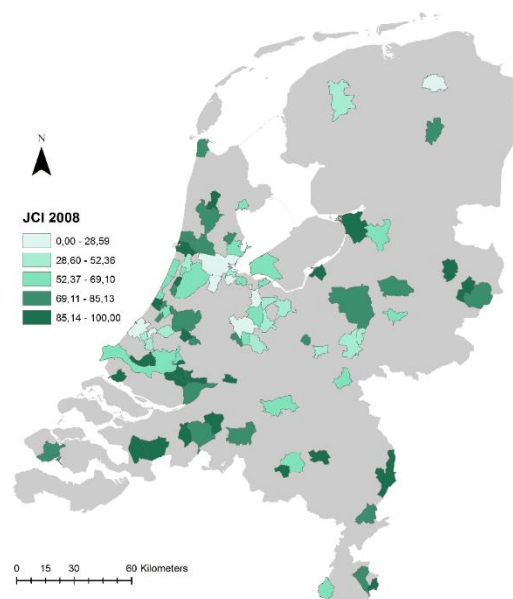 N
JCI 2008
0,00 - 28,59
28,60 - 52,36
52,37 - 69,10
69,11 - 85,13
85,14 - 100,00
0 15 30 60 Kilometers